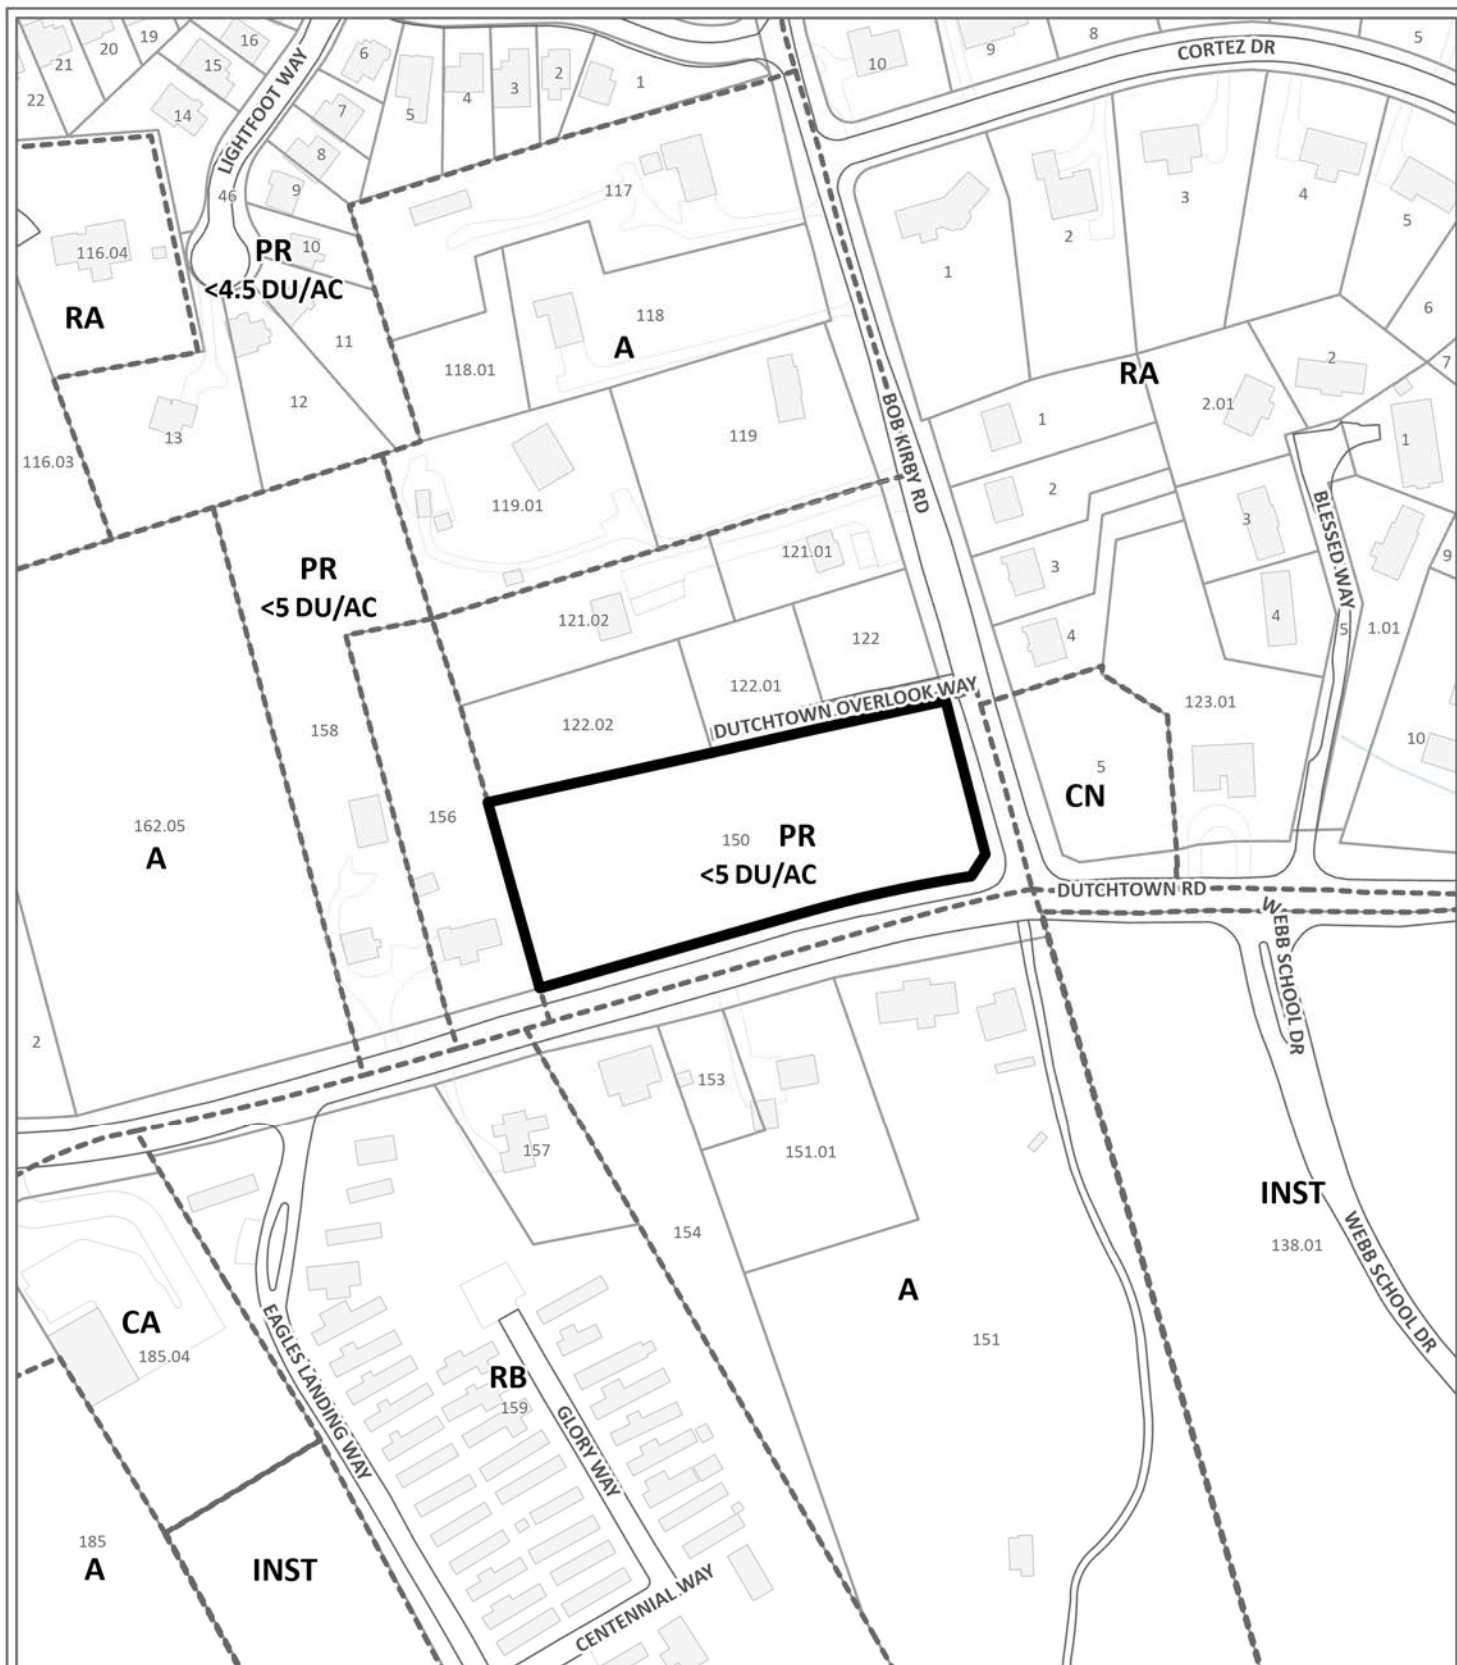 19
20
21
22
16
15
14
LIGHTFOOT WAY
6
7
8
9
5
4
3
2
1
10
9
8
5
CORTEZ DR
46
116.04
RA
PR
<4.5 DU/AC
10
11
12
13
116.03
117
118
A
118.01
119
119.01
1
2
3
4
5
6
7
RA
BOB KIRBY RD
1
2
3
4
2.01
2
1
3
4
5
1.01
9
10
BLESSED WAY
PR
<5 DU/AC
121.01
121.02
122
122.01
122.02
DUTCHTOWN OVERLOOK WAY
158
156
162.05
A
150
PR
<5 DU/AC
123.01
5
CN
DUTCHTOWN RD
WEBB SCHOOL DR
2
153
157
151.01
154
INST
138.01
WEBB SCHOOL DR
CA
185.04
EAGLES LANDING WAY
RB
159
GLORY WAY
A
151
185
A
INST
CENTENNIAL WAY